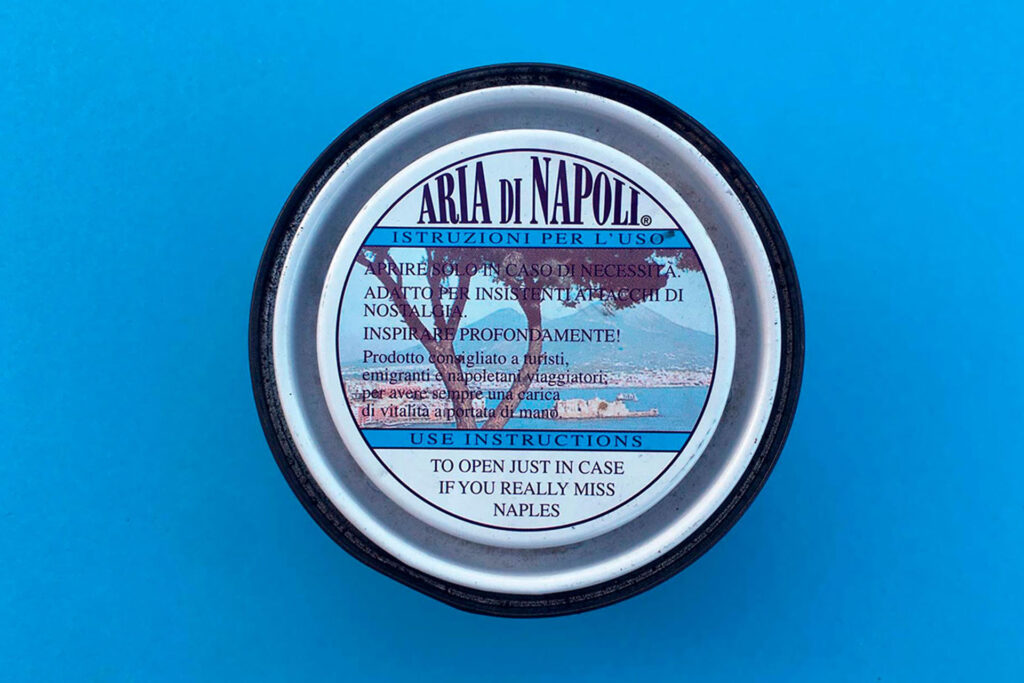 ARIA DI NAPOLI®
ISTRUZIONI PER L'USO
APRIRE SOLO IN CASO DI NECESSITÀ.
ADATTO PER INSISTENTI ATTACCHI DI
NOSTALGIA.
INSPIRARE PROFONDAMENTE!
Prodotto consigliato a turisti,
emigranti e napoletani viaggiatori;
per avere sempre una carica
di vitalità a portata di mano.
USE INSTRUCTIONS
TO OPEN JUST IN CASE
IF YOU REALLY MISS
NAPLES